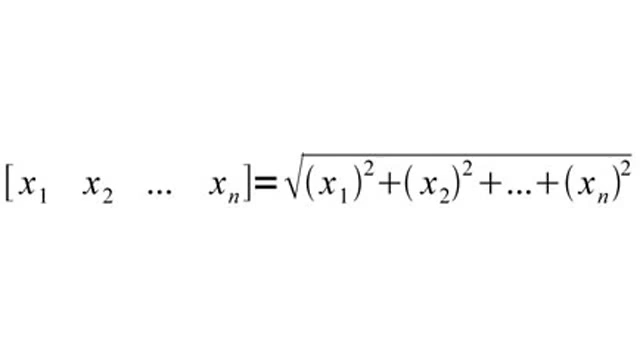 [x₁ x₂ ... xₙ]=√(x₁)²+(x₂)²+...+(xₙ)²